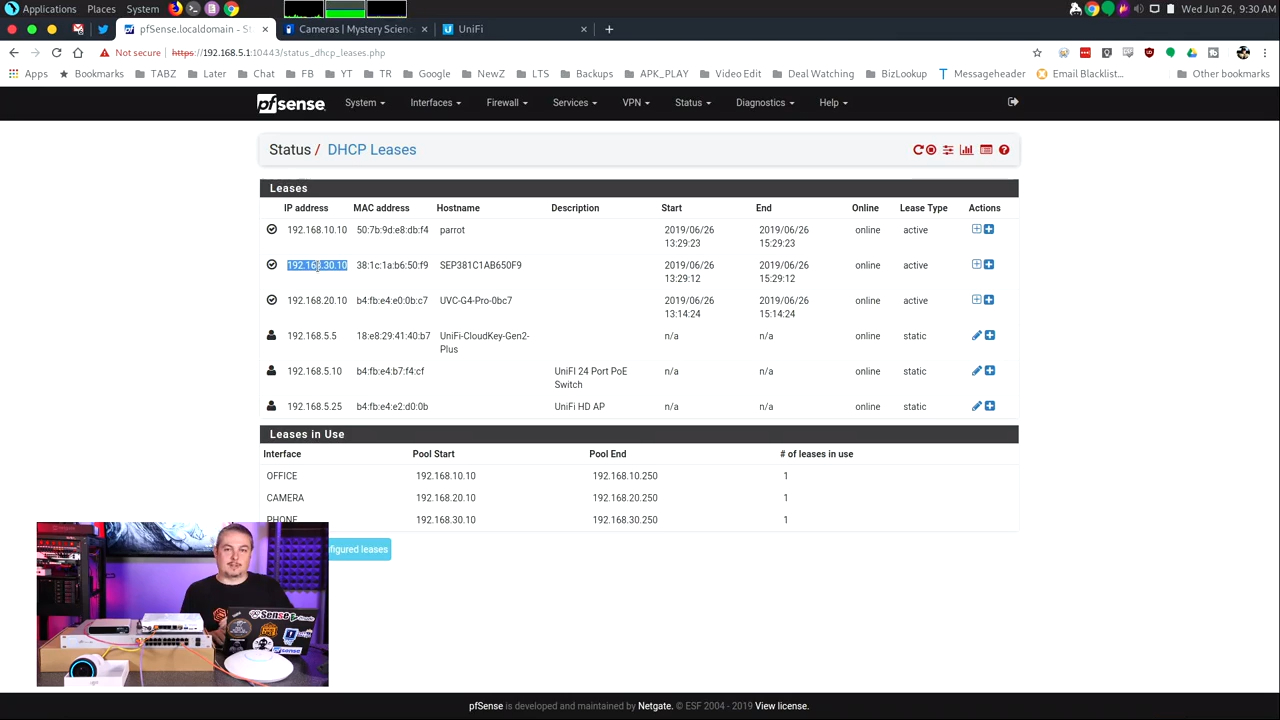 Applications Places System Wed Jun 26, 9:30 AM
pfSense.localdomain - St Cameras | Mystery Scienc UniFi
Not secure https://192.168.5.1:10443/status_dhcp_leases.php
Apps Bookmarks TABZ Later Chat FB YT TR Google NewZ LTS Backups APK_PLAY Video Edit Deal Watching BizLookup Messageheader Email Blacklist... Other bookmarks
pfsense System Interfaces Firewall Services VPN Status Diagnostics Help
Status / DHCP Leases
Leases
IP address MAC address Hostname Description Start End Online Lease Type Actions
192.168.10.10 50:7b:9d:e8:db:f4 parrot 2019/06/26 2019/06/26 online active
13:29:23 15:29:23
192.168.30.10 38:1c:1a:b6:50:f9 SEP381C1AB650F9 2019/06/26 2019/06/26 online active
13:29:12 15:29:12
192.168.20.10 b4:fb:e4:e0:0b:c7 UVC-G4-Pro-0bc7 2019/06/26 2019/06/26 online active
13:14:24 15:14:24
192.168.5.5 18:e8:29:41:40:b7 UniFi-CloudKey-Gen2- n/a n/a online static
Plus
192.168.5.10 b4:fb:e4:b7:f4:cf UniFI 24 Port PoE n/a n/a online static
Switch
192.168.5.25 b4:fb:e4:e2:d0:0b UniFi HD AP n/a n/a online static
Leases in Use
Interface Pool Start Pool End # of leases in use
OFFICE 192.168.10.10 192.168.10.250 1
CAMERA 192.168.20.10 192.168.20.250 1
PHONE 192.168.30.10 192.168.30.250 1
figured leases
pfSense is developed and maintained by Netgate. © ESF 2004 - 2019 View license.